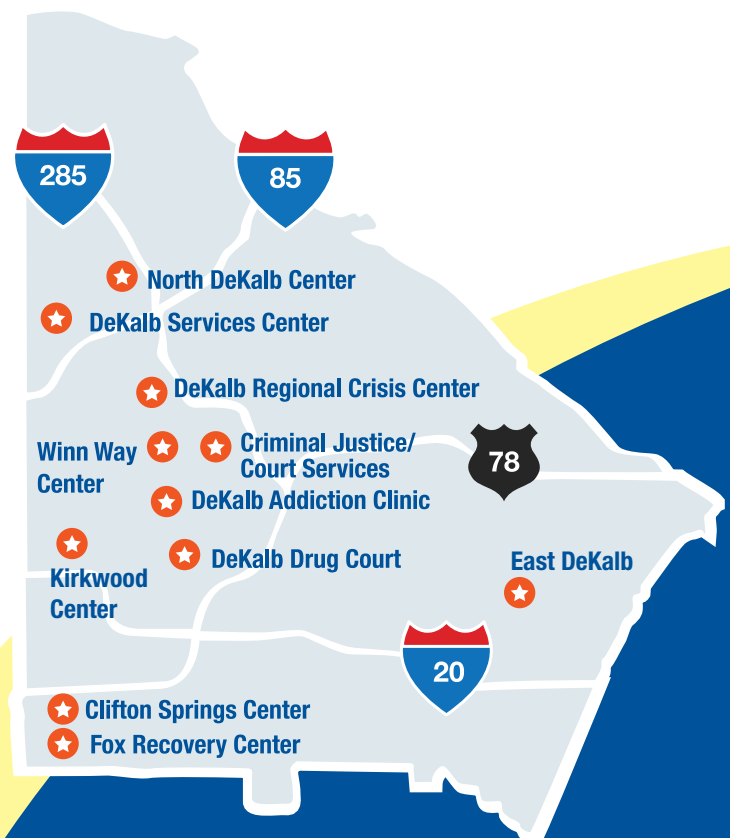 285
85
North DeKalb Center
DeKalb Services Center
DeKalb Regional Crisis Center
Winn Way
Center
Criminal Justice/
Court Services
78
DeKalb Addiction Clinic
Kirkwood
Center
DeKalb Drug Court
East DeKalb
20
Clifton Springs Center
Fox Recovery Center